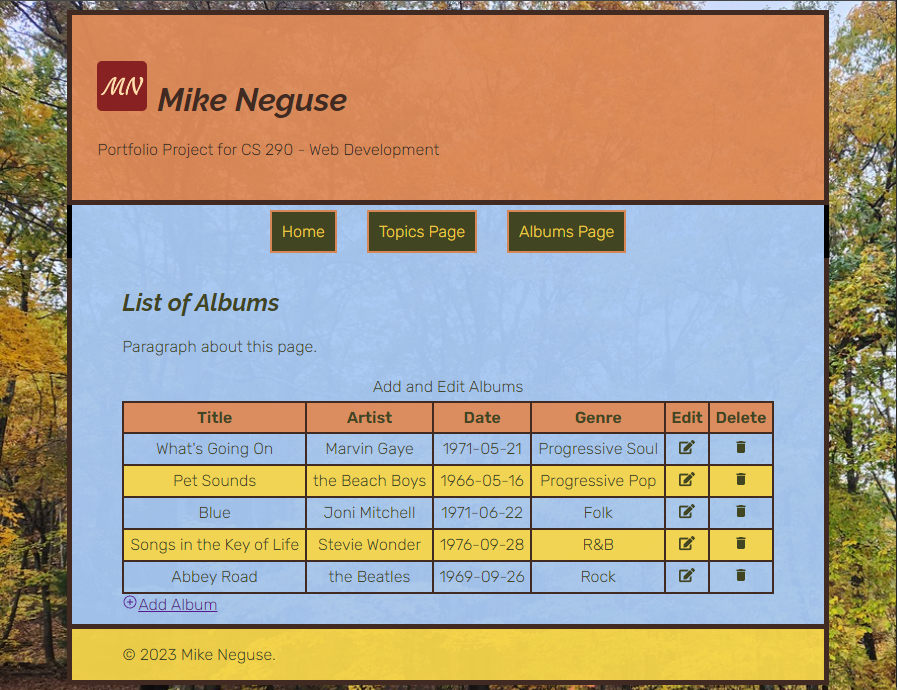 MN
Mike Neguse
Portfolio Project for CS 290 - Web Development
Home Topics Page Albums Page
List of Albums
Paragraph about this page.
Add and Edit Albums
Title Artist Date Genre Edit Delete
What's Going On Marvin Gaye 1971-05-21 Progressive Soul
Pet Sounds the Beach Boys 1966-05-16 Progressive Pop
Blue Joni Mitchell 1971-06-22 Folk
Songs in the Key of Life Stevie Wonder 1976-09-28 R&B
Abbey Road the Beatles 1969-09-26 Rock
Add Album
© 2023 Mike Neguse.